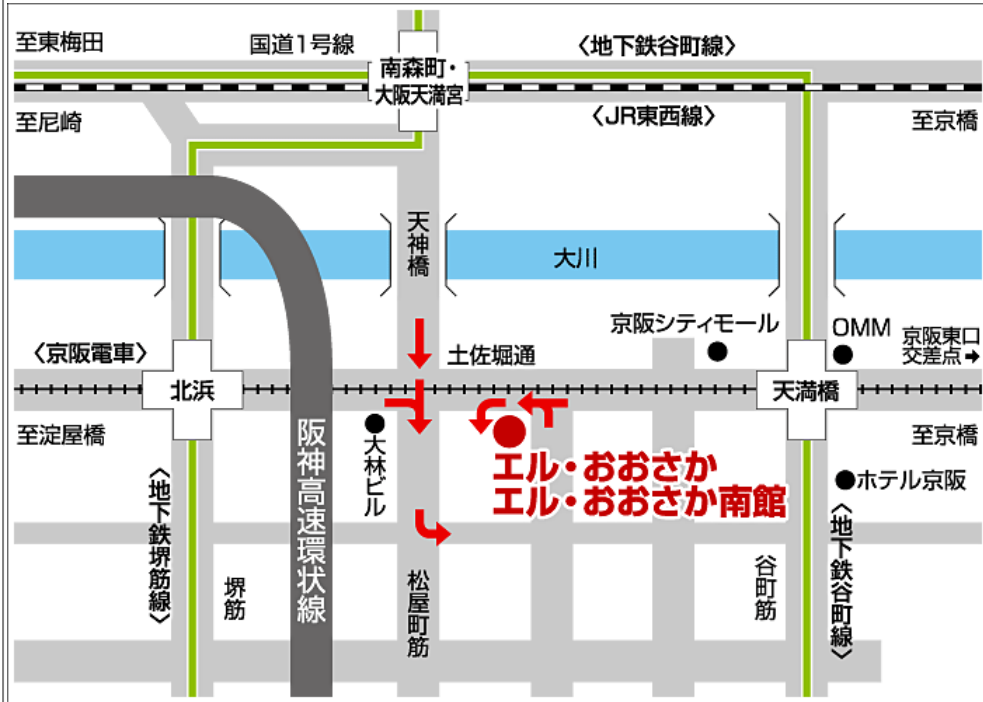 至東梅田
国道1号線
〈地下鉄谷町線〉
南森町・
大阪天満宮
至尼崎
〈JR東西線〉
至京橋
天神橋
大川
京阪シティモール
OMM
京阪東口
交差点➡
〈京阪電車〉
土佐堀通
北浜
天満橋
至淀屋橋
大林ビル
阪神高速環状線
エル・おおさか
エル・おおさか南館
至京橋
ホテル京阪
〈地下鉄堺筋線〉
堺筋
松屋町筋
谷町筋
〈地下鉄谷町線〉